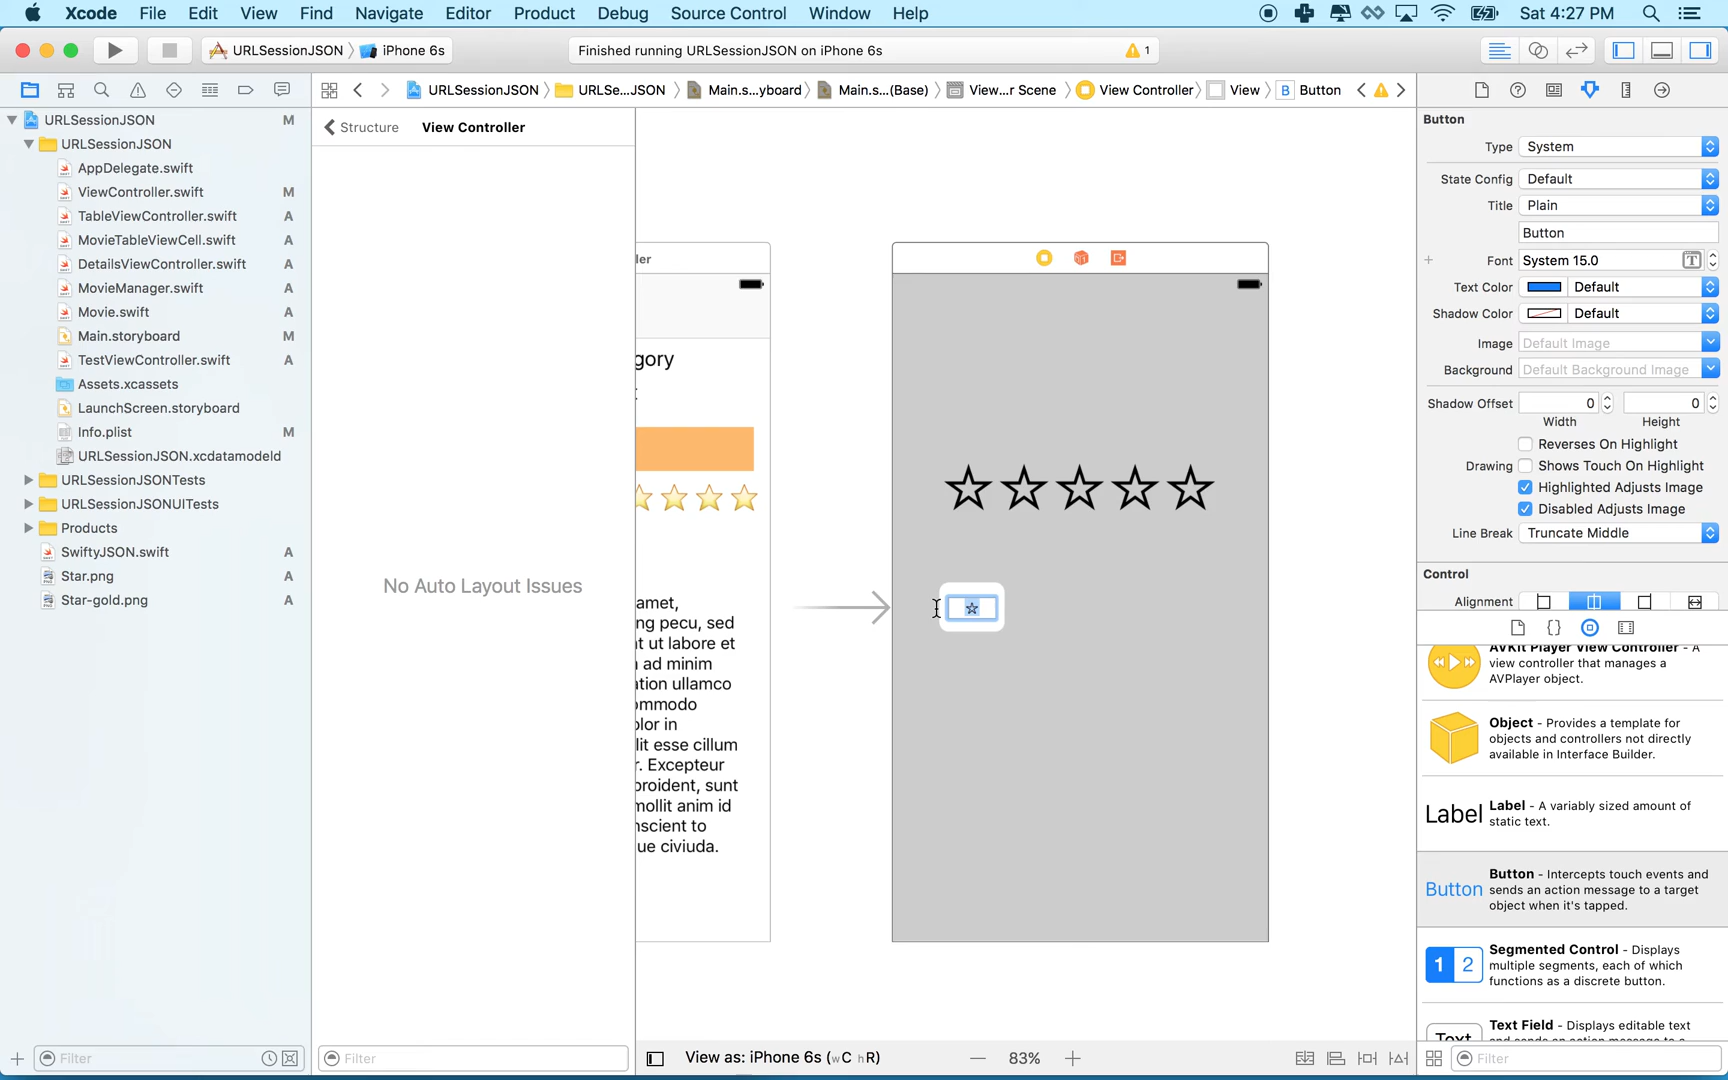 Xcode File Edit View Find Navigate Editor Product Debug Source Control Window Help Sat 4:27 PM
URLSessionJSON iPhone 6s Finished running URLSessionJSON on iPhone 6s 1
URLSessionJSON URLSe...JSON Main.s...yboard Main.s...(Base) View...r Scene View Controller View B Button
URLSessionJSON M
URLSessionJSON
AppDelegate.swift
ViewController.swift M
TableViewController.swift A
MovieTableViewCell.swift A
DetailsViewController.swift A
MovieManager.swift A
Movie.swift A
Main.storyboard M
TestViewController.swift A
Assets.xcassets
LaunchScreen.storyboard
Info.plist M
URLSessionJSON.xcdatamodeld
URLSessionJSONTests
URLSessionJSONUITests
Products
SwiftyJSON.swift A
Star.png A
Star-gold.png A
Filter
Structure View Controller
No Auto Layout Issues
Filter
ler
gory
amet,
ng pecu, sed
t ut labore et
ad minim
ation ullamco
ommodo
olor in
lit esse cillum
r. Excepteur
proident, sunt
mollit anim id
nscient to
ue civiuda.
☆ ☆ ☆ ☆ ☆
☆
View as: iPhone 6s (wC hR) — 83% +
Button
Type System
State Config Default
Title Plain
Button
+ Font System 15.0 T
Text Color Default
Shadow Color Default
Image Default Image
Background Default Background Image
Shadow Offset 0 0
Width Height
Reverses On Highlight
Drawing Shows Touch On Highlight
Highlighted Adjusts Image
Disabled Adjusts Image
Line Break Truncate Middle
Control
Alignment
AVKit Player View Controller - A
view controller that manages a
AVPlayer object.
Object - Provides a template for
objects and controllers not directly
available in Interface Builder.
Label Label - A variably sized amount of
static text.
Button Button - Intercepts touch events and
sends an action message to a target
object when it's tapped.
1 2 Segmented Control - Displays
multiple segments, each of which
functions as a discrete button.
Text Text Field - Displays editable text
and sends an action message to a
Filter